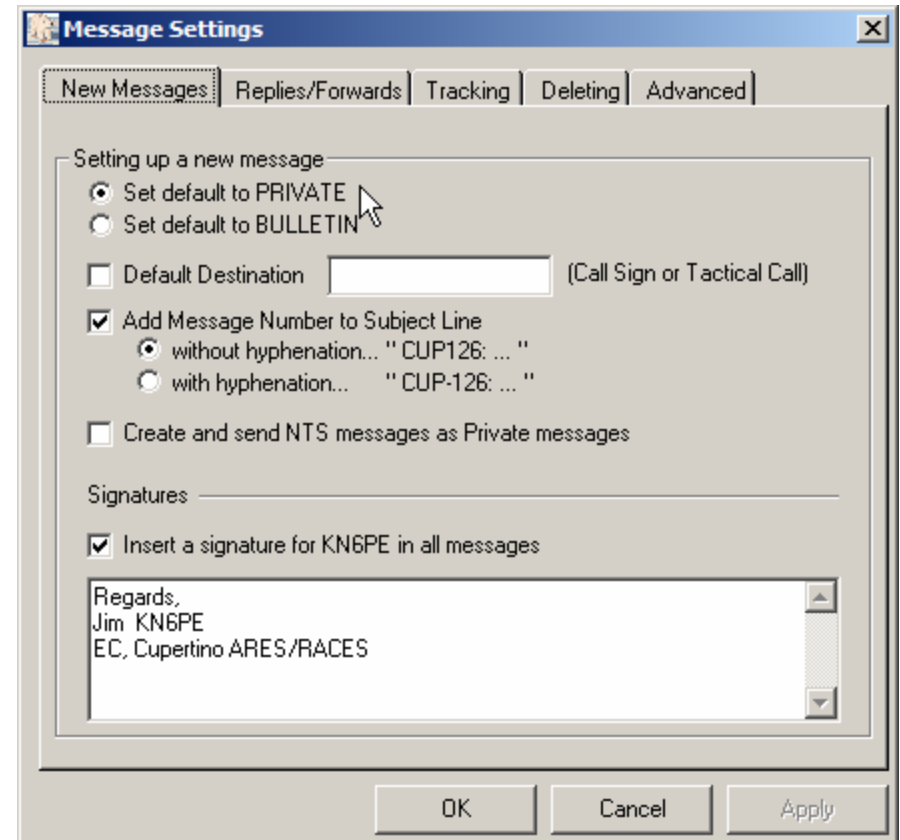 Message Settings
New Messages Replies/Forwards Tracking Deleting Advanced
Setting up a new message
Set default to PRIVATE
Set default to BULLETIN
Default Destination (Call Sign or Tactical Call)
Add Message Number to Subject Line
without hyphenation... " CUP126: ... "
with hyphenation... " CUP-126: ... "
Create and send NTS messages as Private messages
Signatures
Insert a signature for KN6PE in all messages
Regards,
Jim KN6PE
EC, Cupertino ARES/RACES
OK Cancel Apply